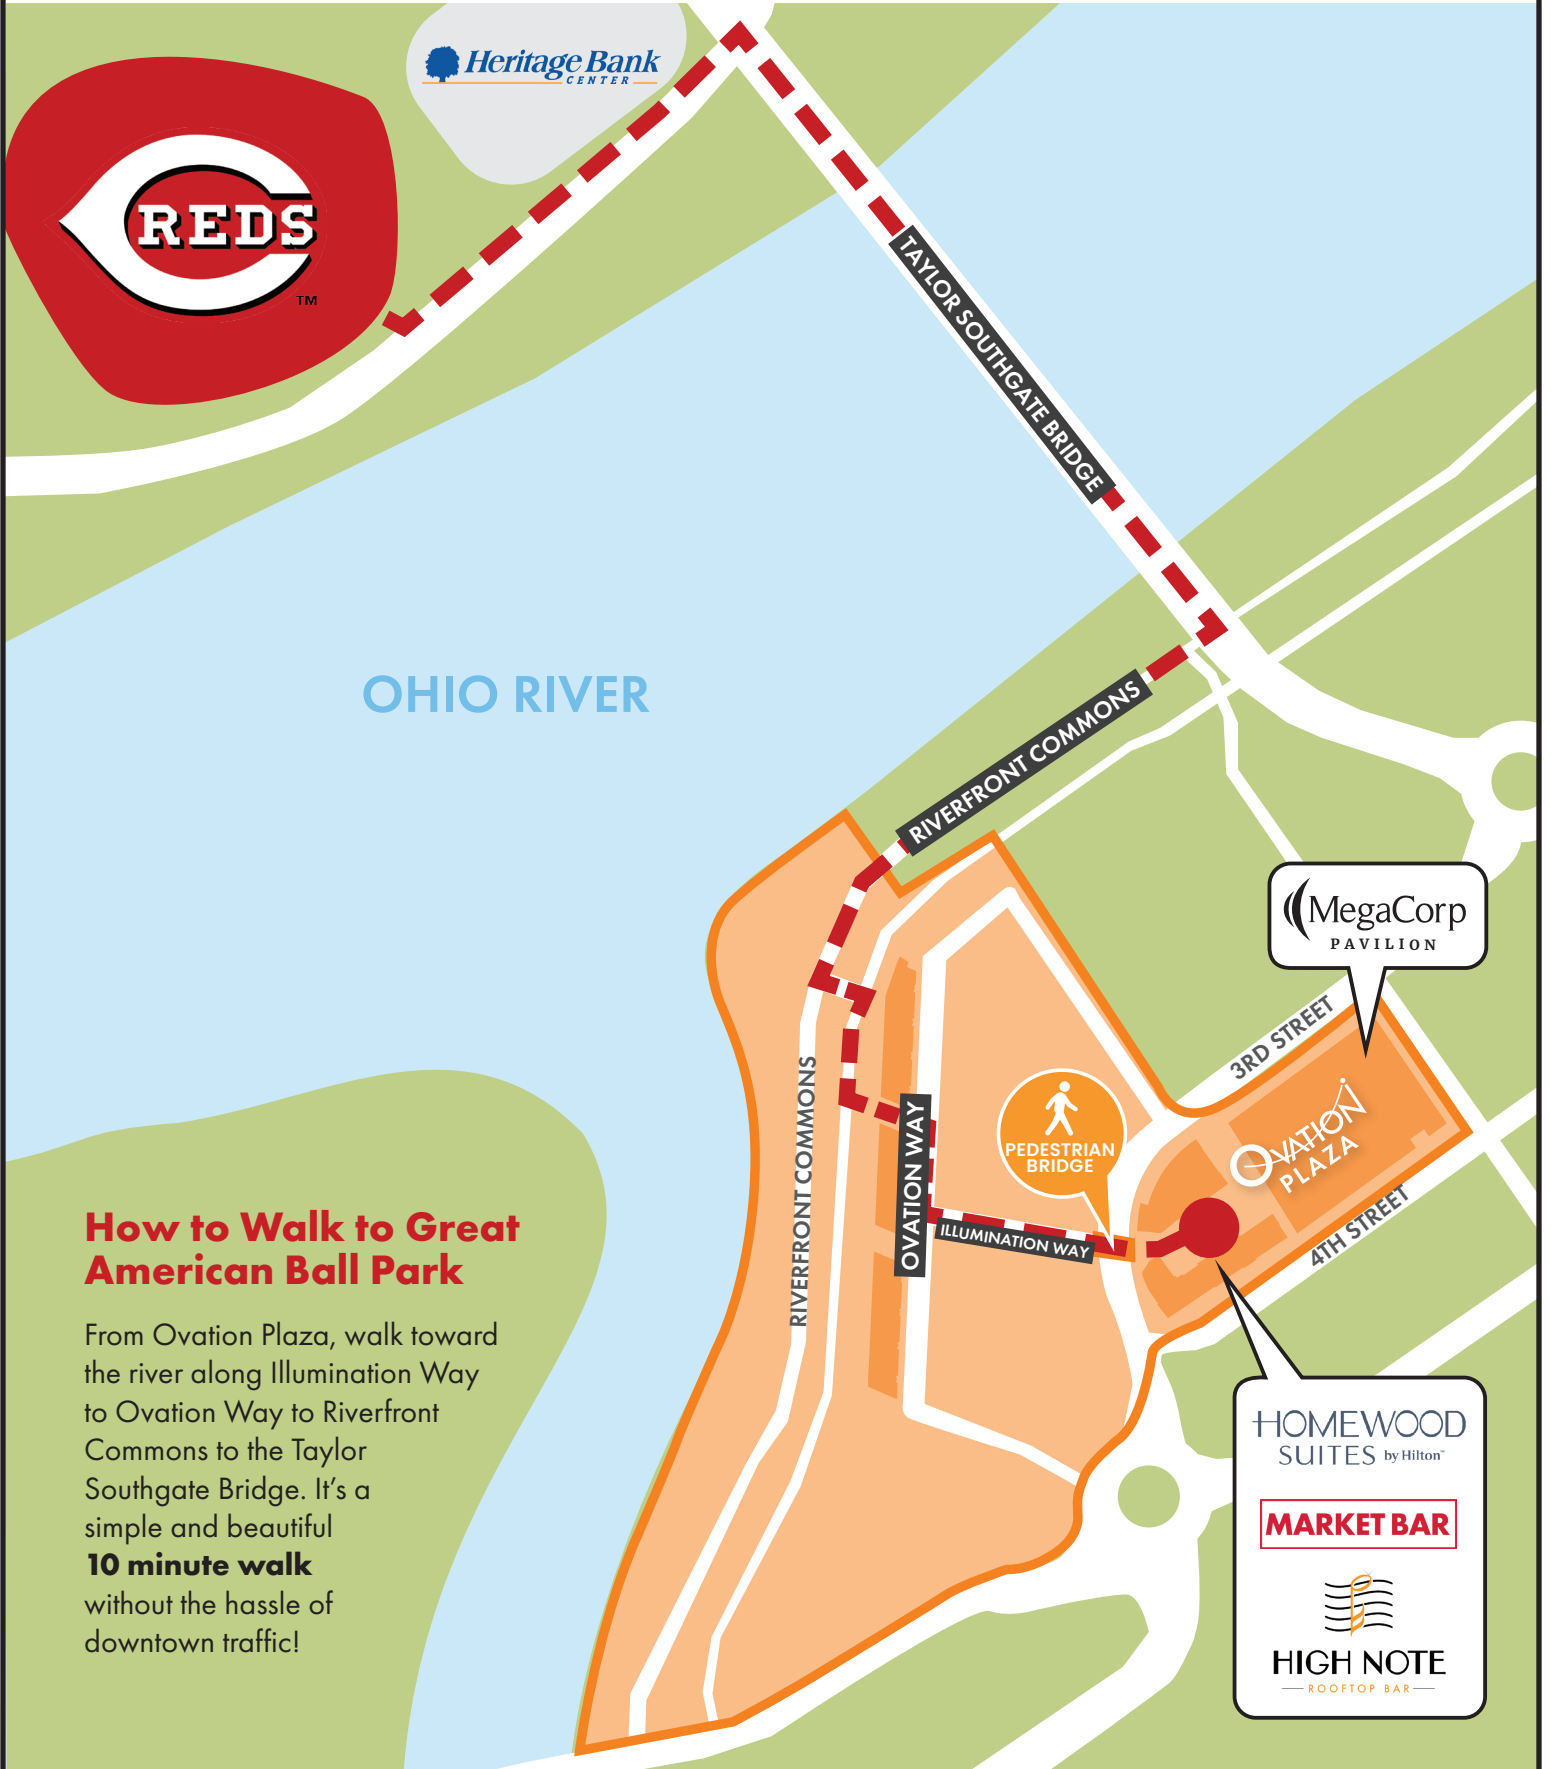 Heritage Bank
CENTER
REDS
TM
TAYLOR SOUTHGATE BRIDGE
OHIO RIVER
RIVERFRONT COMMONS
MegaCorp
PAVILION
3RD STREET
RIVERFRONT COMMONS
OVATION WAY
PEDESTRIAN
BRIDGE
OVATION
PLAZA
ILLUMINATION WAY
4TH STREET
How to Walk to Great
American Ball Park
From Ovation Plaza, walk toward
the river along Illumination Way
to Ovation Way to Riverfront
Commons to the Taylor
Southgate Bridge. It's a
simple and beautiful
10 minute walk
without the hassle of
downtown traffic!
HOMEWOOD
SUITES by Hilton™
MARKET BAR
HIGH NOTE
ROOFTOP BAR